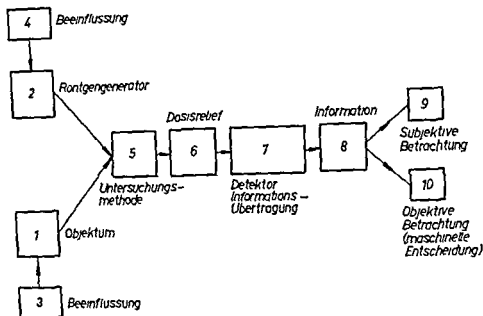 4 Beeinflussung
2 Röntgengenerator
Dosisrelief
Information
9
Subjektive
Betrachtung
5
6
7
8
Untersuchungs-
methode
Detektor
Informations-
Übertragung
10
Objektive
Betrachtung
(maschinelle
Entscheidung)
1 Objektum
3 Beeinflussung